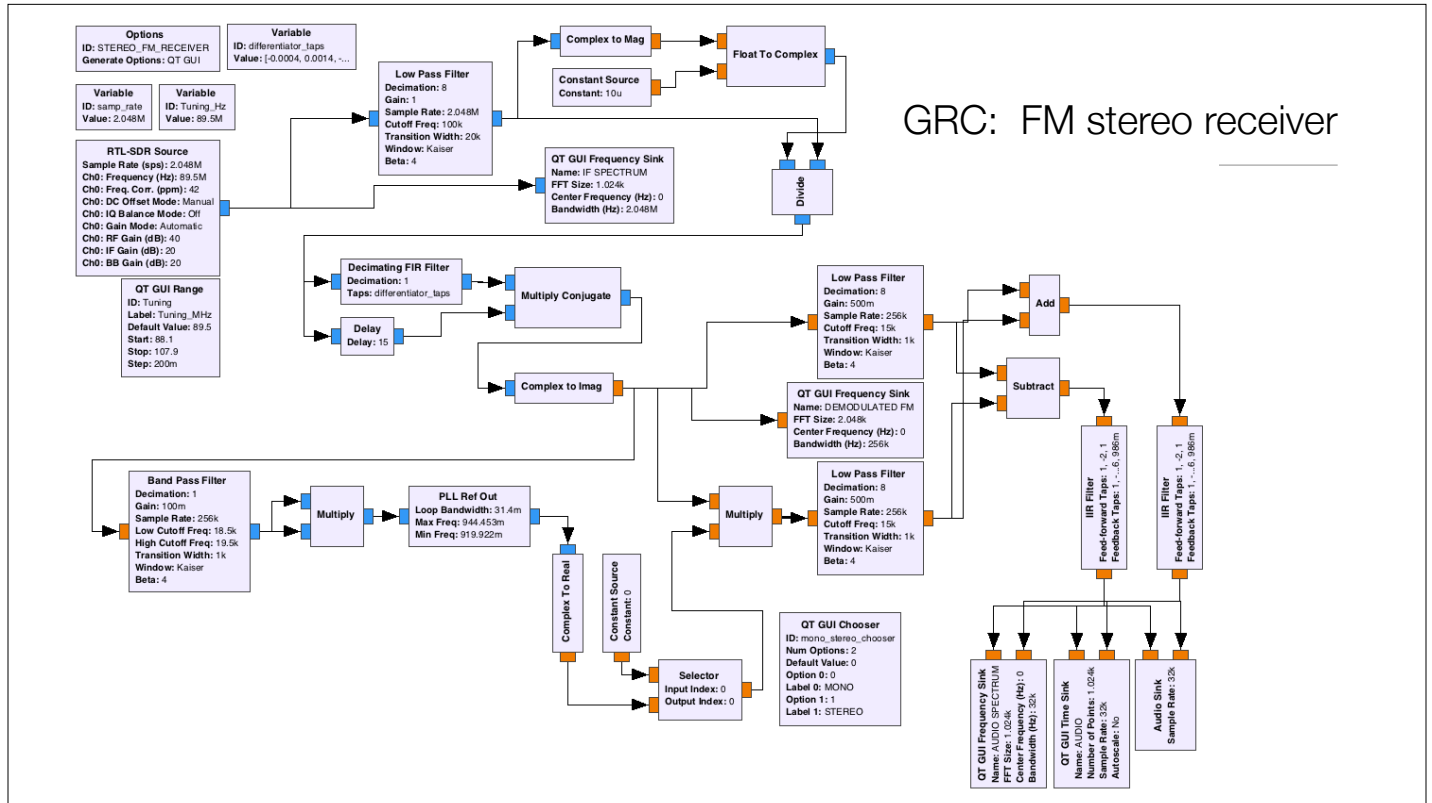 GRC: FM stereo receiver
Options
ID: STEREO_FM_RECEIVER
Generate Options: QT GUI
Variable
ID: differentiator_taps
Value: [-0.0004, 0.0014, -...
Variable
ID: samp_rate
Value: 2.048M
Variable
ID: Tuning_Hz
Value: 89.5M
RTL-SDR Source
Sample Rate (sps): 2.048M
Ch0: Frequency (Hz): 89.5M
Ch0: Freq. Corr. (ppm): 42
Ch0: DC Offset Mode: Manual
Ch0: IQ Balance Mode: Off
Ch0: Gain Mode: Automatic
Ch0: RF Gain (dB): 40
Ch0: IF Gain (dB): 20
Ch0: BB Gain (dB): 20
QT GUI Range
ID: Tuning
Label: Tuning_MHz
Default Value: 89.5
Start: 88.1
Stop: 107.9
Step: 200m
Low Pass Filter
Decimation: 8
Gain: 1
Sample Rate: 2.048M
Cutoff Freq: 100k
Transition Width: 20k
Window: Kaiser
Beta: 4
Complex to Mag
Constant Source
Constant: 10u
Float To Complex
QT GUI Frequency Sink
Name: IF SPECTRUM
FFT Size: 1.024k
Center Frequency (Hz): 0
Bandwidth (Hz): 2.048M
Divide
Decimating FIR Filter
Decimation: 1
Taps: differentiator_taps
Delay
Delay: 15
Multiply Conjugate
Complex to Imag
Low Pass Filter
Decimation: 8
Gain: 500m
Sample Rate: 256k
Cutoff Freq: 15k
Transition Width: 1k
Window: Kaiser
Beta: 4
QT GUI Frequency Sink
Name: DEMODULATED FM
FFT Size: 2.048k
Center Frequency (Hz): 0
Bandwidth (Hz): 256k
Low Pass Filter
Decimation: 8
Gain: 500m
Sample Rate: 256k
Cutoff Freq: 15k
Transition Width: 1k
Window: Kaiser
Beta: 4
Add
Subtract
Band Pass Filter
Decimation: 1
Gain: 100m
Sample Rate: 256k
Low Cutoff Freq: 18.5k
High Cutoff Freq: 19.5k
Transition Width: 1k
Window: Kaiser
Beta: 4
Multiply
PLL Ref Out
Loop Bandwidth: 31.4m
Max Freq: 944.453m
Min Freq: 919.922m
Multiply
Complex To Real
Constant Source
Constant: 0
Selector
Input Index: 0
Output Index: 0
QT GUI Chooser
ID: mono_stereo_chooser
Num Options: 2
Default Value: 0
Option 0: 0
Label 0: MONO
Option 1: 1
Label 1: STEREO
IIR Filter
Feed-forward Taps: 1, -2, 1
Feedback Taps: 1, -...6, 986m
IIR Filter
Feed-forward Taps: 1, -2, 1
Feedback Taps: 1, -...6, 986m
QT GUI Frequency Sink
Name: AUDIO SPECTRUM
FFT Size: 1.024k
Center Frequency (Hz): 0
Bandwidth (Hz): 32k
QT GUI Time Sink
Name: AUDIO
Number of Points: 1.024k
Sample Rate: 32k
Autoscale: No
Audio Sink
Sample Rate: 32k